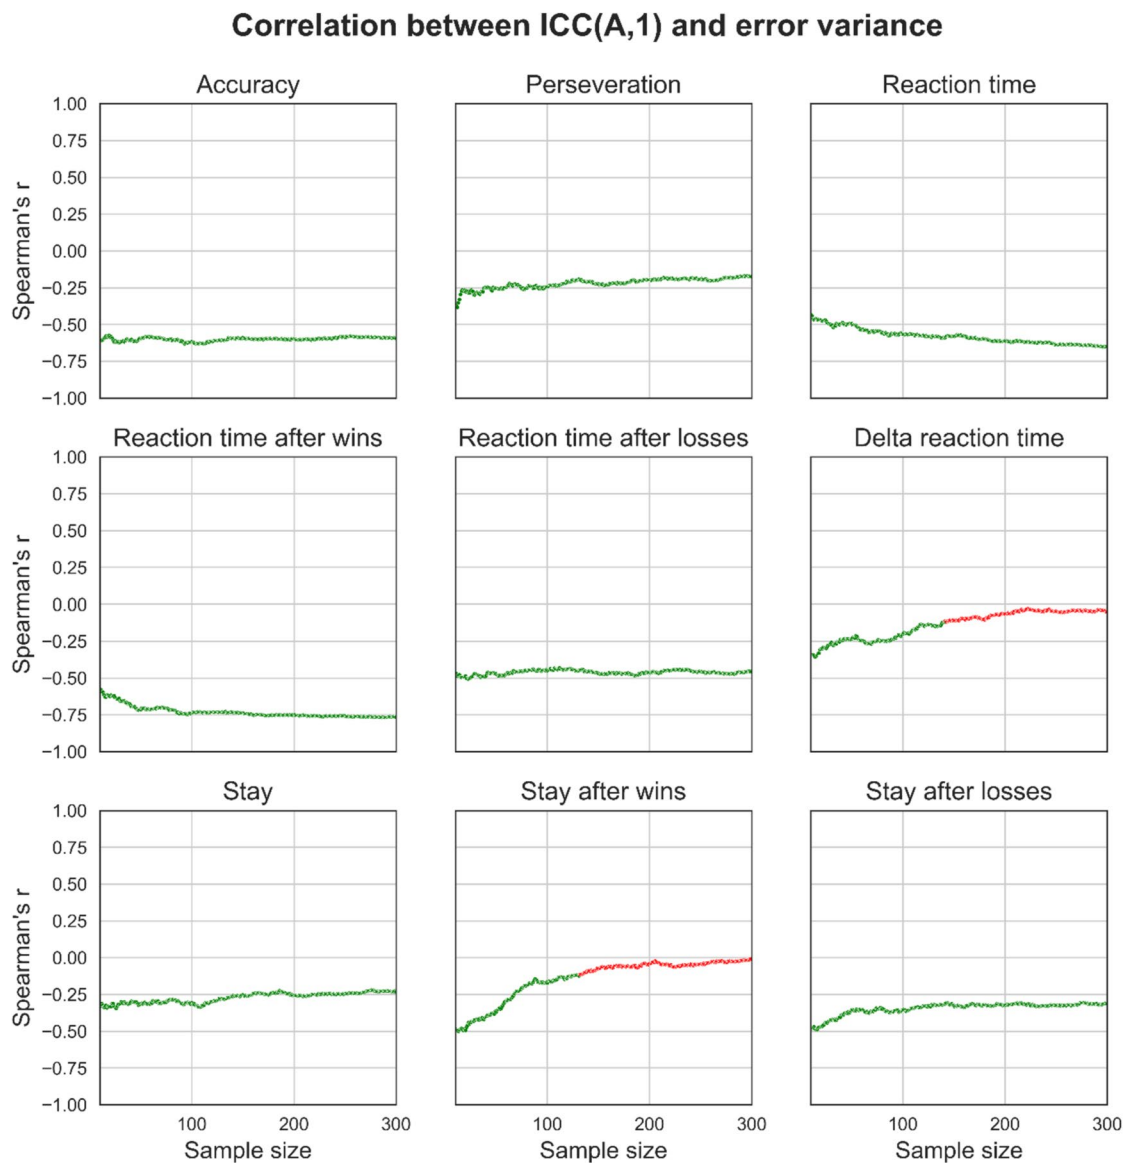 Correlation between ICC(A,1) and error variance
Accuracy
Perseveration
Reaction time
1.00
0.75
0.50
0.25
0.00
−0.25
−0.50
−0.75
−1.00
Spearman's r
Reaction time after wins
Reaction time after losses
Delta reaction time
1.00
0.75
0.50
0.25
0.00
−0.25
−0.50
−0.75
−1.00
Spearman's r
Stay
Stay after wins
Stay after losses
1.00
0.75
0.50
0.25
0.00
−0.25
−0.50
−0.75
−1.00
Spearman's r
100 200 300
100 200 300
100 200 300
Sample size
Sample size
Sample size